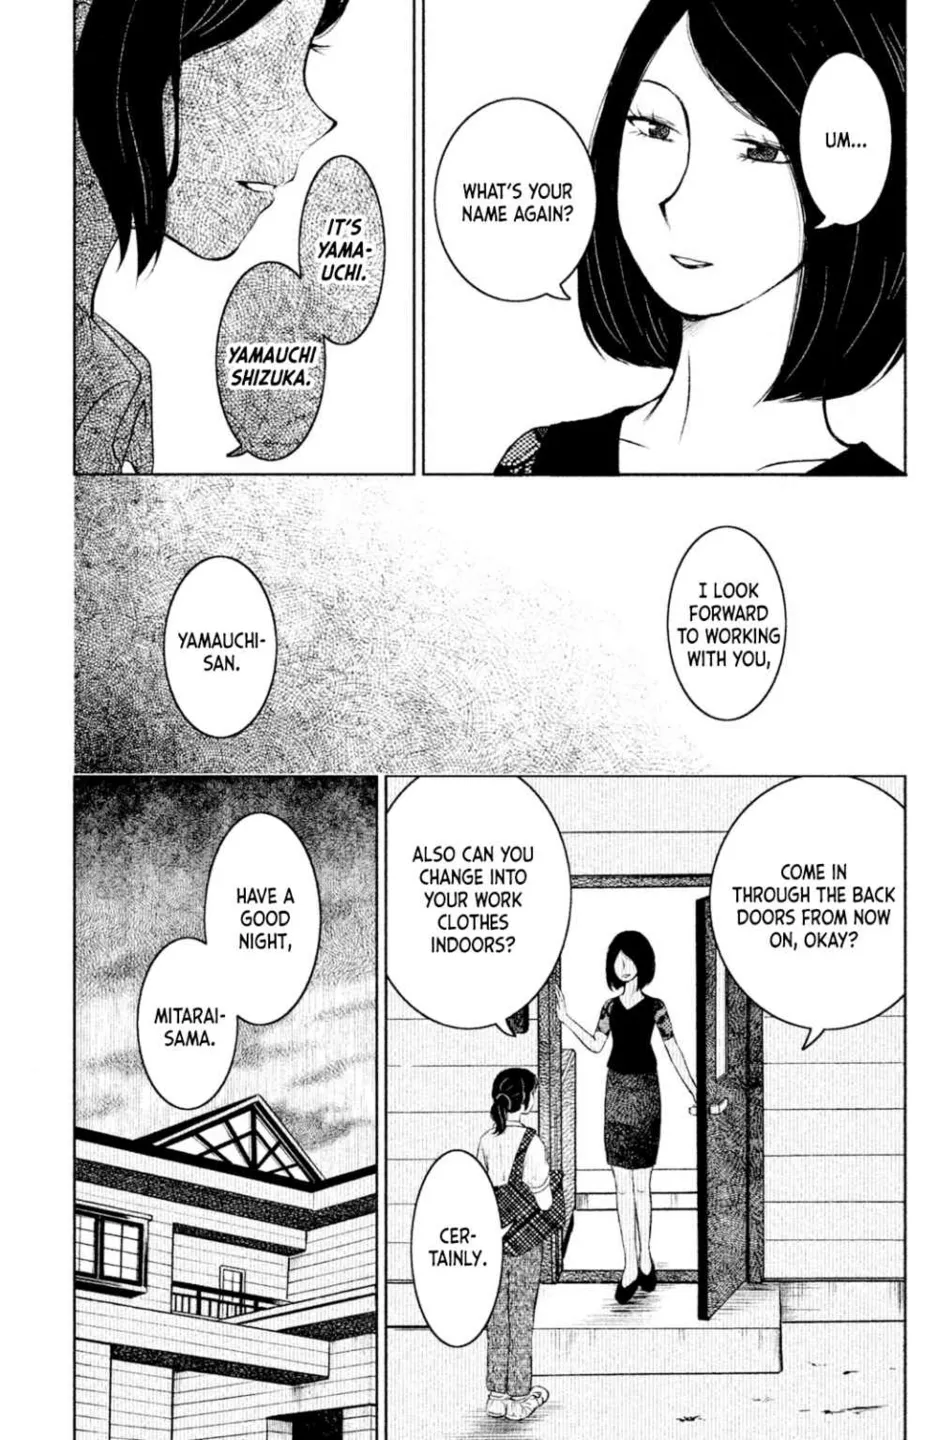 UM...
WHAT'S YOUR
NAME AGAIN?
IT'S
YAMA-
UCHI.
YAMAUCHI
SHIZUKA.
I LOOK
FORWARD
TO WORKING
WITH YOU,
YAMAUCHI-
SAN.
COME IN
THROUGH THE BACK
DOORS FROM NOW
ON, OKAY?
ALSO CAN YOU
CHANGE INTO
YOUR WORK
CLOTHES
INDOORS?
CER-
TAINLY.
HAVE A
GOOD
NIGHT,
MITARAI-
SAMA.